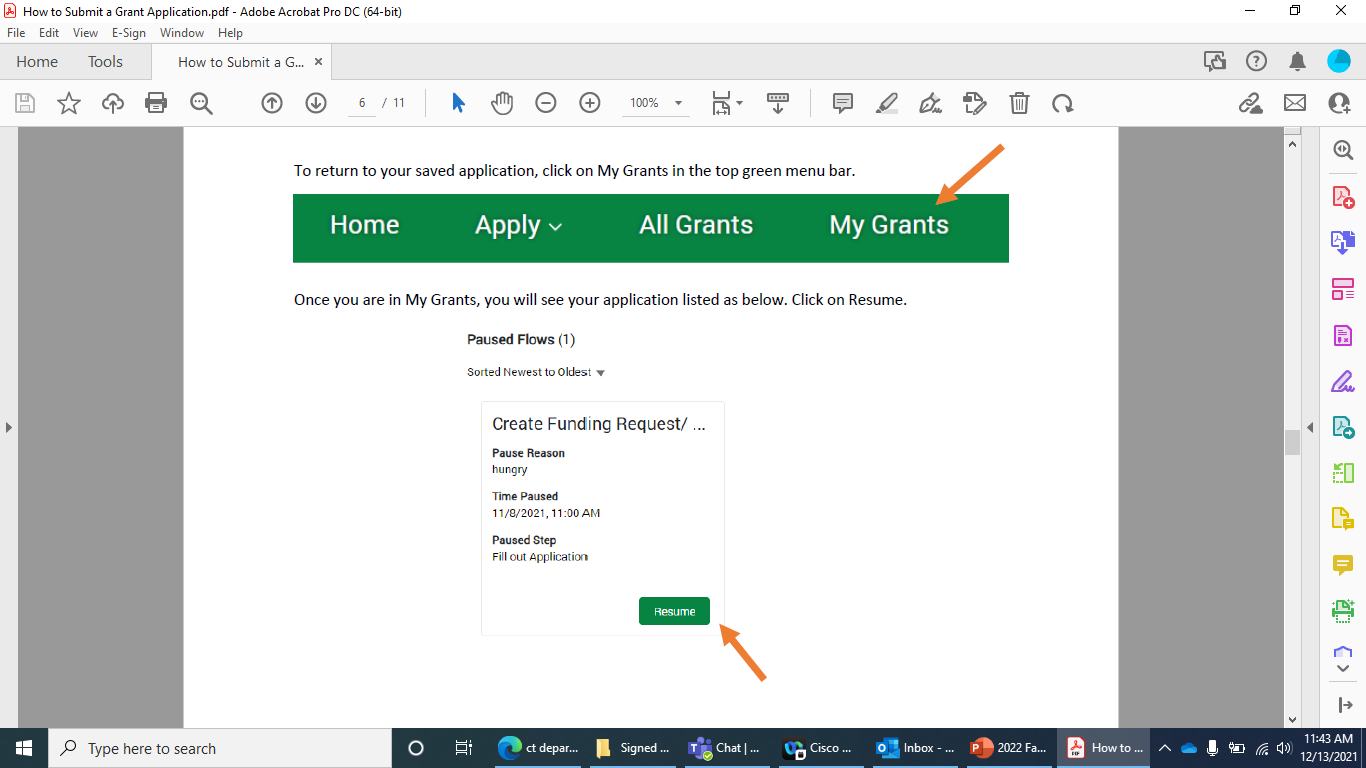 How to Submit a Grant Application.pdf - Adobe Acrobat Pro DC (64-bit)
File Edit View E-Sign Window Help
Home Tools How to Submit a G... ×
6 / 11 100%
To return to your saved application, click on My Grants in the top green menu bar.
Home Apply All Grants My Grants
Once you are in My Grants, you will see your application listed as below. Click on Resume.
Paused Flows (1)
Sorted Newest to Oldest
Create Funding Request/ ...
Pause Reason
hungry
Time Paused
11/8/2021, 11:00 AM
Paused Step
Fill out Application
Resume
Type here to search
ct depar...
Signed ...
Chat | ...
Cisco ...
Inbox - ...
2022 Fa...
How to ...
11:43 AM
12/13/2021